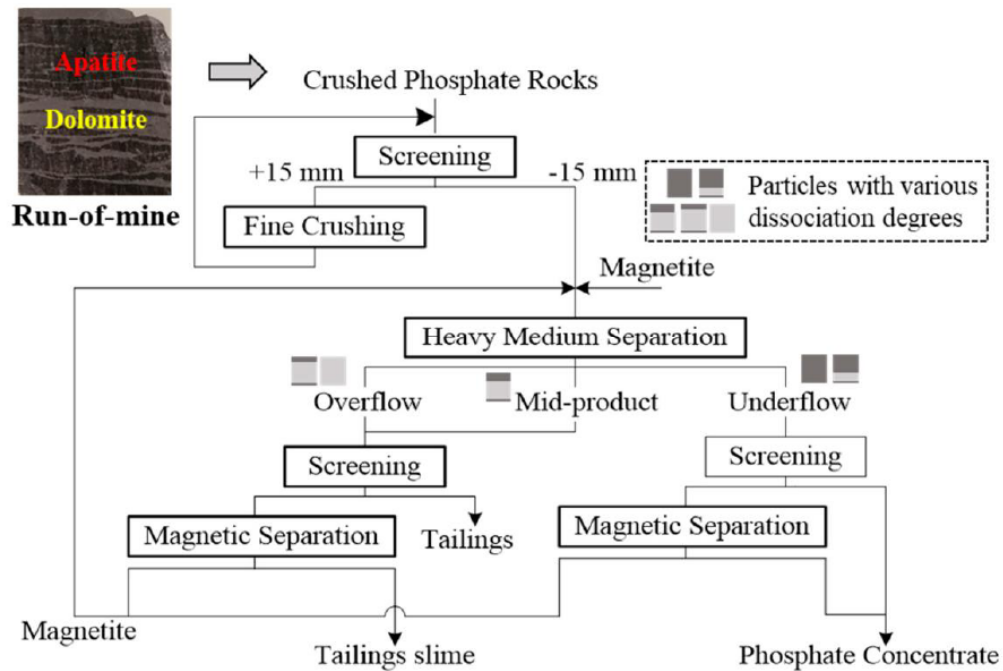 Apatite
Dolomite
Run-of-mine
Crushed Phosphate Rocks
Screening
+15 mm
-15 mm
Fine Crushing
Particles with various
dissociation degrees
Magnetite
Heavy Medium Separation
Overflow
Mid-product
Underflow
Screening
Screening
Magnetic Separation
Tailings
Magnetic Separation
Magnetite
Tailings slime
Phosphate Concentrate